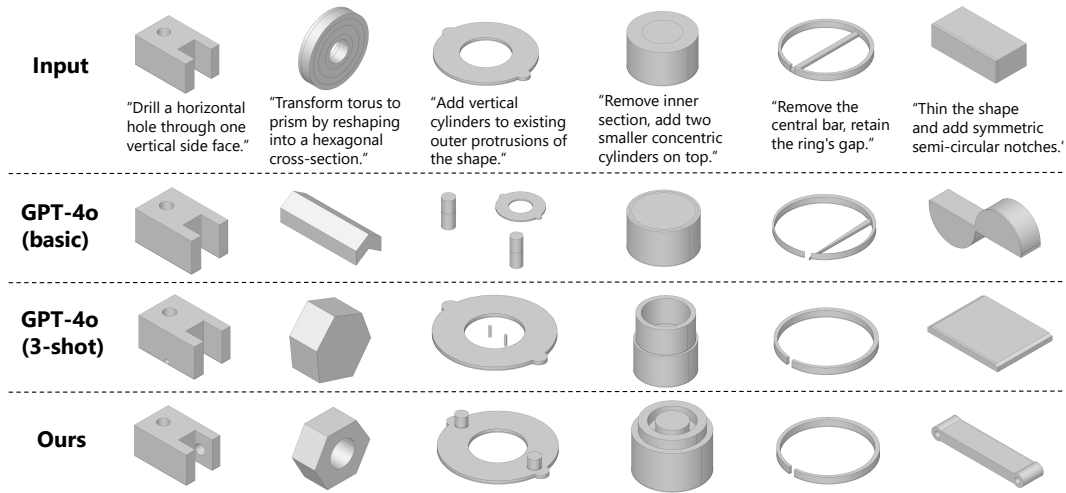 Input
"Drill a horizontal
hole through one
vertical side face."
"Transform torus to
prism by reshaping
into a hexagonal
cross-section."
"Add vertical
cylinders to existing
outer protrusions of
the shape."
"Remove inner
section, add two
smaller concentric
cylinders on top."
"Remove the
central bar, retain
the ring's gap."
"Thin the shape
and add symmetric
semi-circular notches.'
GPT-4o
(basic)
GPT-4o
(3-shot)
Ours